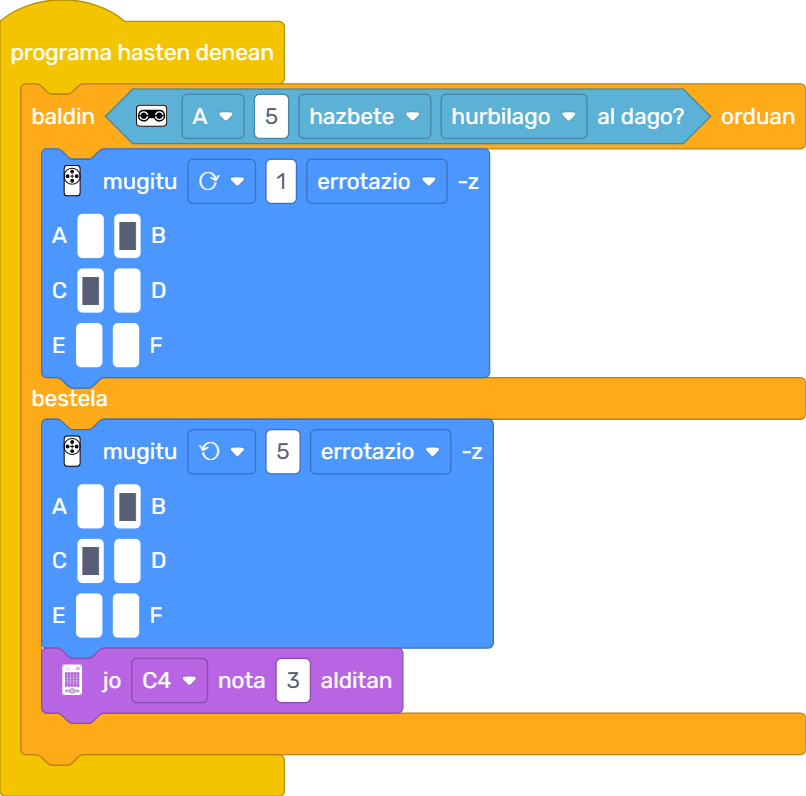 programa hasten denean
baldin A 5 hazbete hurbilago al dago? orduan
mugitu 1 errotazio -z
A B
C D
E F
bestela
mugitu 5 errotazio -z
A B
C D
E F
jo C4 nota 3 alditan